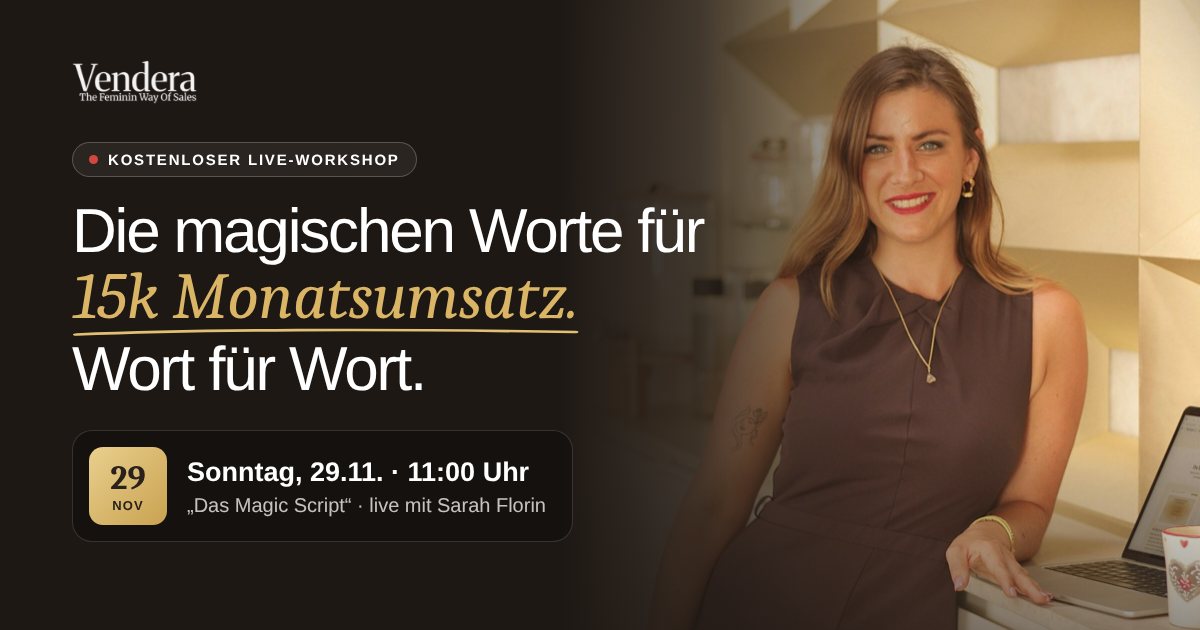 Vendera
The Feminin Way Of Sales
KOSTENLOSER LIVE-WORKSHOP
Die magischen Worte für
15k Monatsumsatz.
Wort für Wort.
29
NOV
Sonntag, 29.11. · 11:00 Uhr
„Das Magic Script“ · live mit Sarah Florin